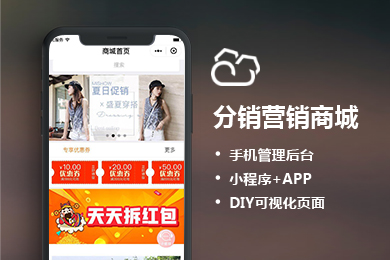 商城首页
搜索
夏日促销
× 盛夏穿搭
Dreaming
专享优惠券
更多
¥10.00
优惠券
¥20.00
优惠券
¥50.00
优惠券
天天拆红包
分销营销商城
• 手机管理后台
• 小程序+APP
• DIY可视化页面